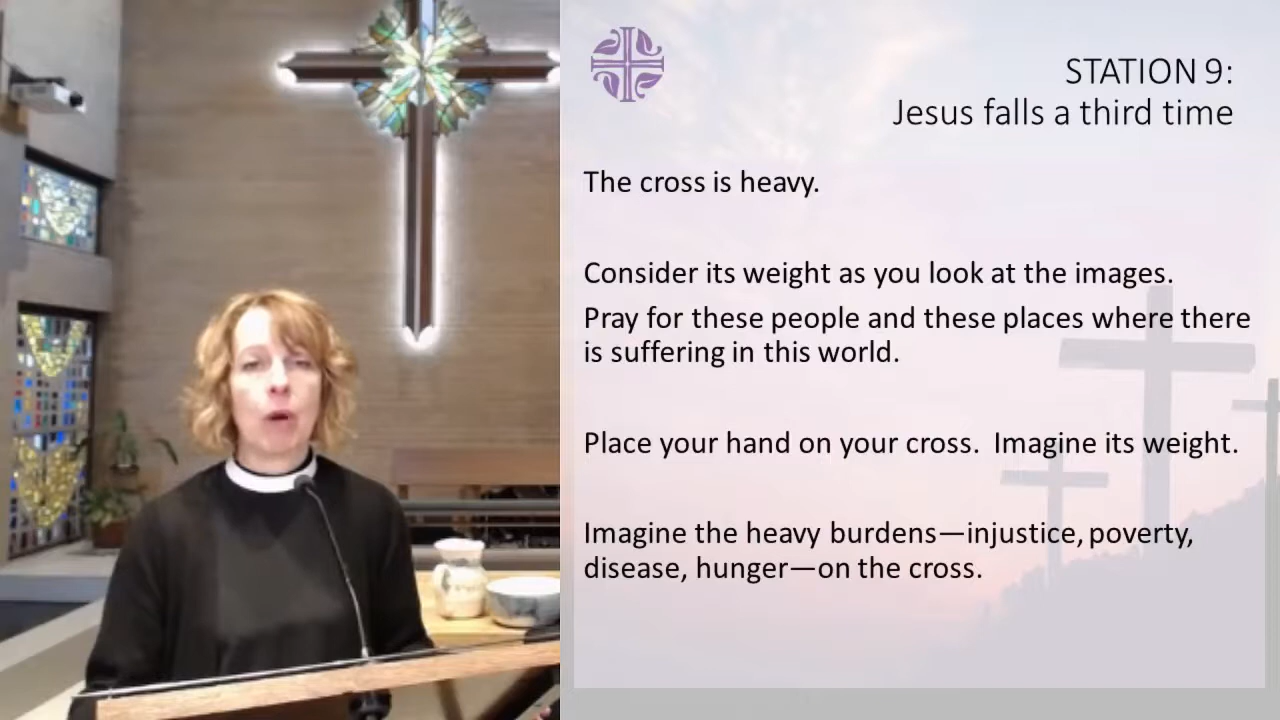 STATION 9:
Jesus falls a third time
The cross is heavy.
Consider its weight as you look at the images.
Pray for these people and these places where there
is suffering in this world.
Place your hand on your cross.  Imagine its weight.
Imagine the heavy burdens—injustice, poverty,
disease, hunger—on the cross.